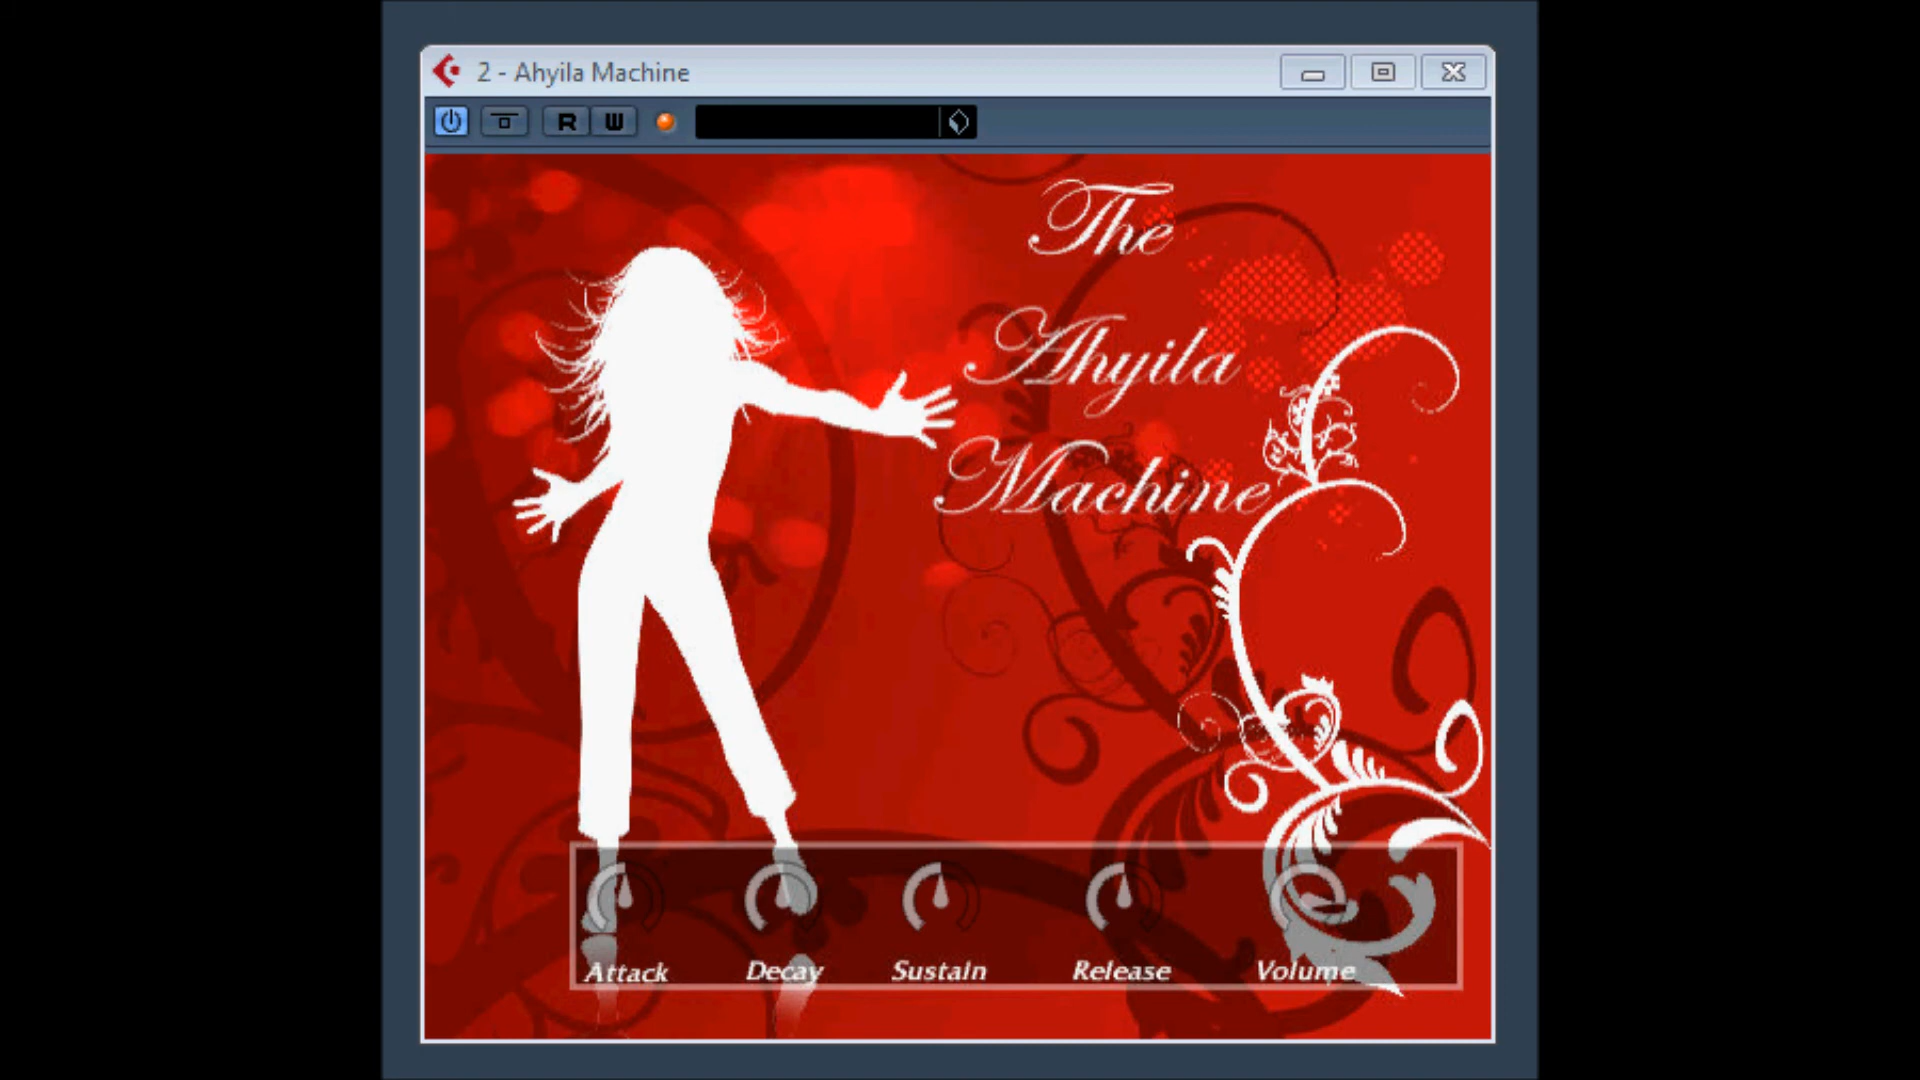 2 - Ahyila Machine
R W
The
Ahyila
Machine
Attack Decay Sustain Release Volume